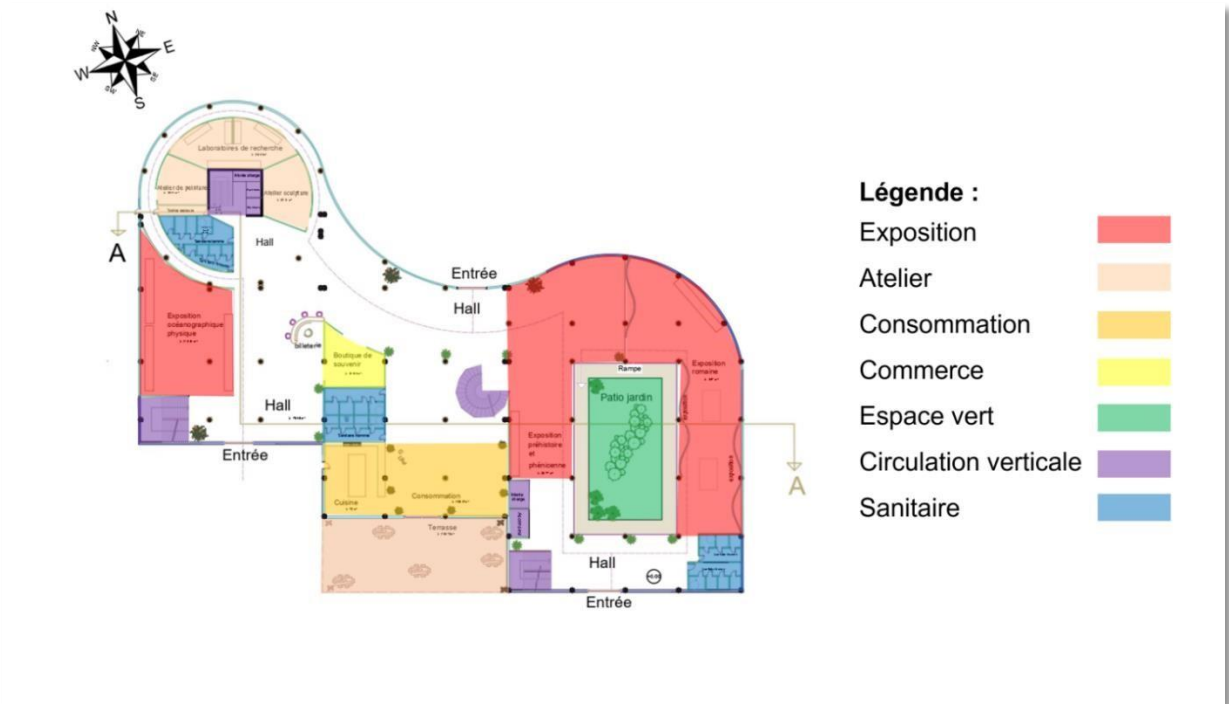 N
E
W
S
Laboratoires de recherche
Atelier de peinture
Atelier sculpture
A
Hall
Entrée
Hall
Exposition
océanographique
physique
billeterie
Boutique de
souvenir
Exposition
romaine
Rampe
Patio jardin
Hall
Exposition
préhistoire
et
phénicienne
Entrée
A
Cuisine
Consommation
Terrasse
Hall
Entrée
Légende :
Exposition
Atelier
Consommation
Commerce
Espace vert
Circulation verticale
Sanitaire